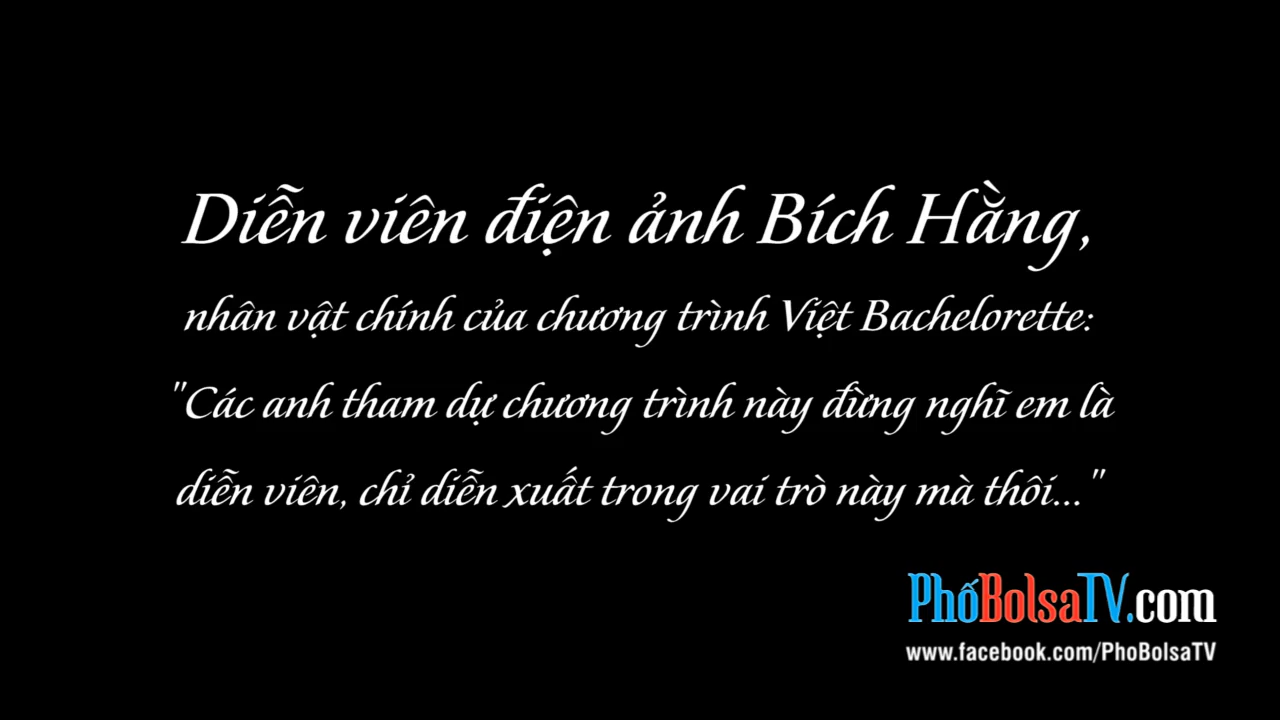 Diễn viên điện ảnh Bích Hằng,
nhân vật chính của chương trình Việt Bachelorette:
"Các anh tham dự chương trình này đừng nghĩ em là
diễn viên, chỉ diễn xuất trong vai trò này mà thôi..."
PhốBolsaTV.com
www.facebook.com/PhoBolsaTV